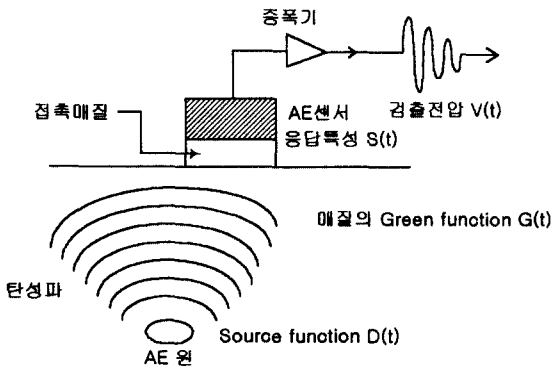 증폭기
접촉매질
AE센서
응답특성 S(t)
검출전압 V(t)
매질의 Green function G(t)
탄성파
Source function D(t)
AE 원